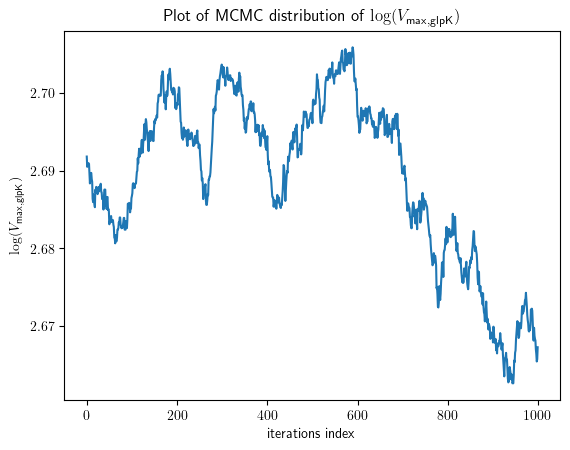 Plot of MCMC distribution of log(V_max,glpK)
2.70
2.69
2.68
2.67
log(V_max,glpK)
0 200 400 600 800 1000
iterations index